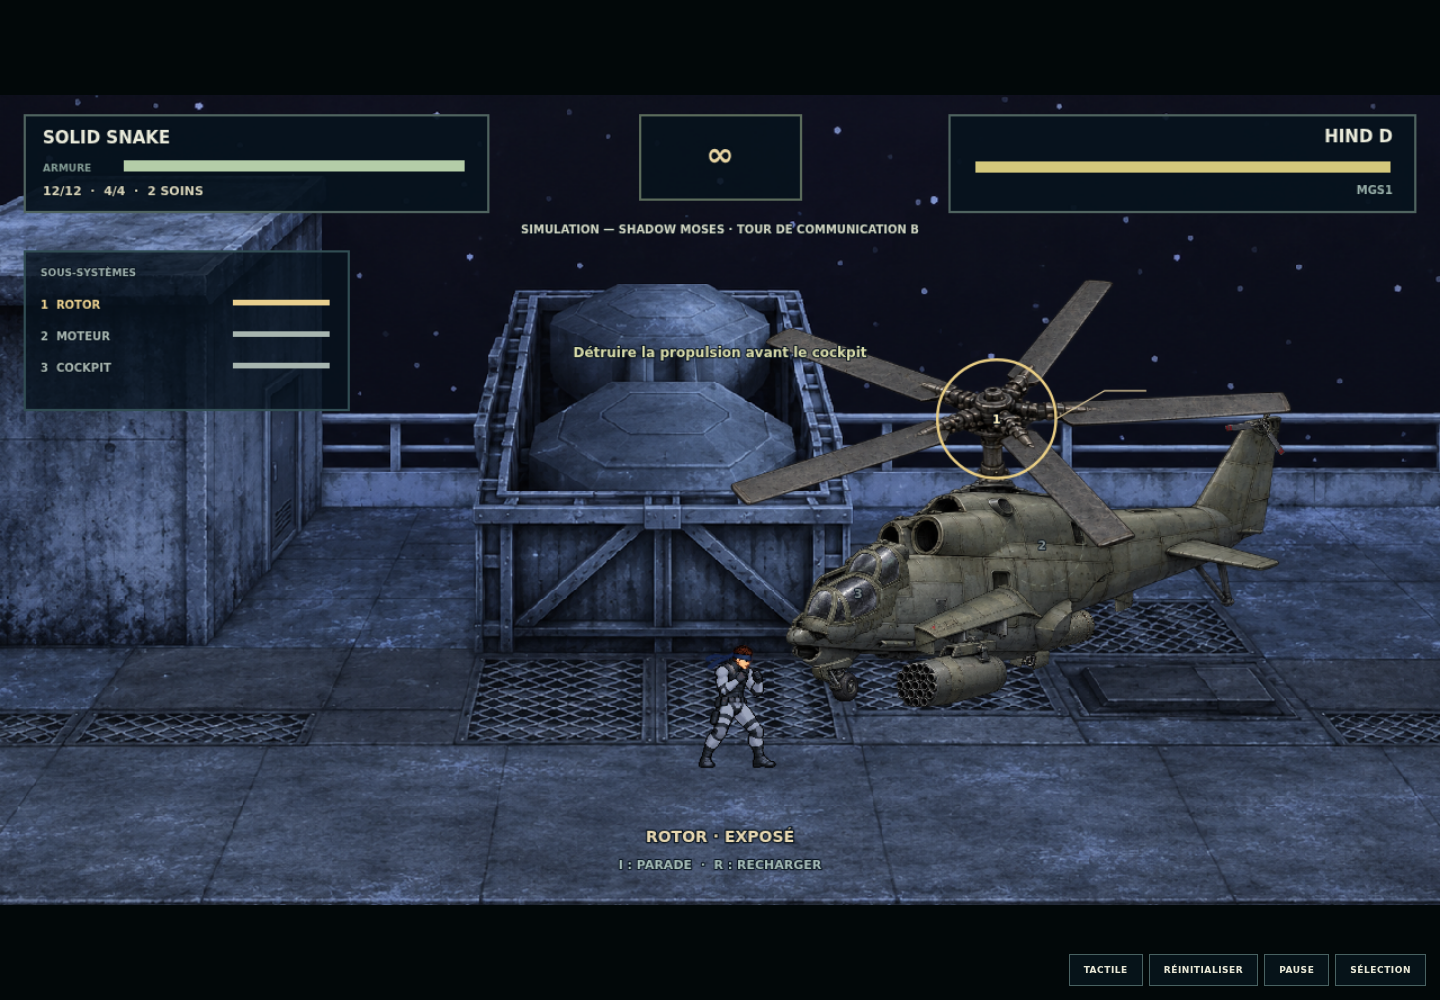 SOLID SNAKE
ARMURE
12/12 · 4/4 · 2 SOINS
∞
HIND D
MGS1
SIMULATION — SHADOW MOSES · TOUR DE COMMUNICATION B
SOUS-SYSTÈMES
1 ROTOR
2 MOTEUR
3 COCKPIT
Détruire la propulsion avant le cockpit
1
2
3
ROTOR · EXPOSÉ
I : PARADE · R : RECHARGER
TACTILE
RÉINITIALISER
PAUSE
SÉLECTION